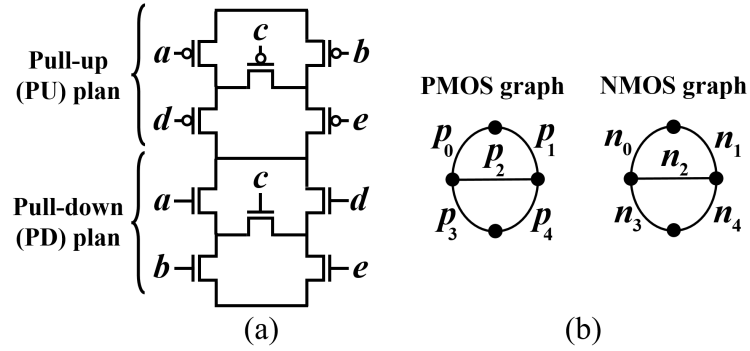 c
Pull-up
(PU) plan
a
b
d
e
c
Pull-down
(PD) plan
a
d
b
e
(a)
PMOS graph
NMOS graph
p0
p1
p2
p3
p4
n0
n1
n2
n3
n4
(b)